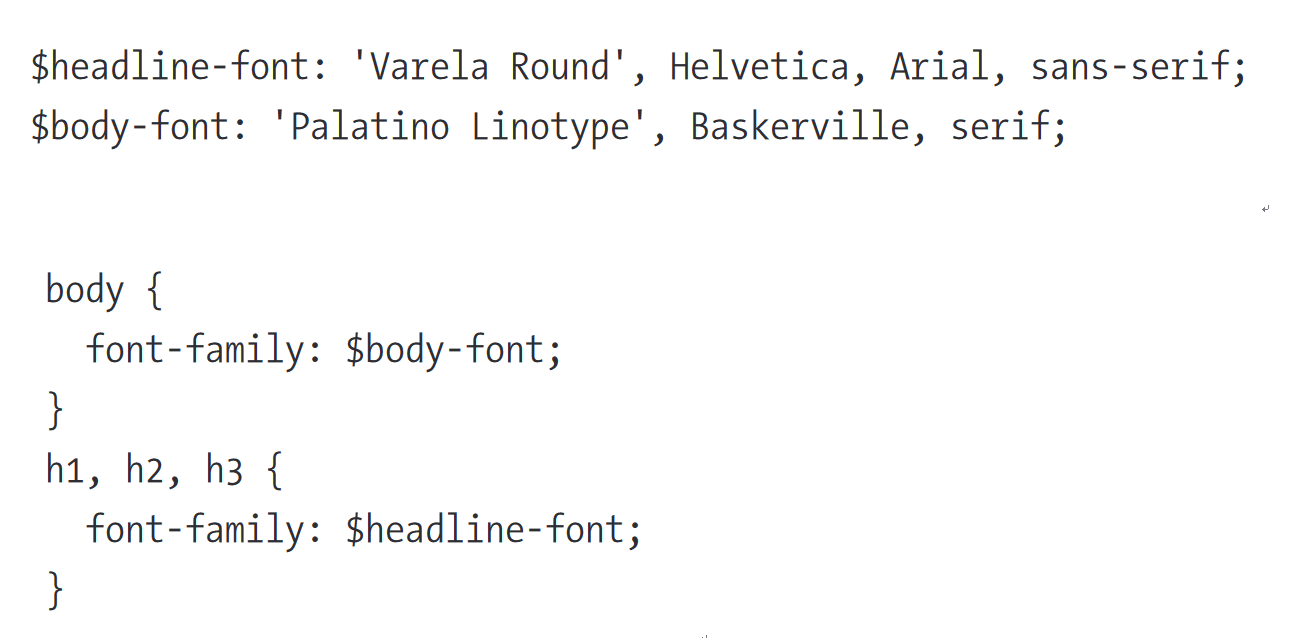 $headline-font: 'Varela Round', Helvetica, Arial, sans-serif;
$body-font: 'Palatino Linotype', Baskerville, serif;
body {
  font-family: $body-font;
}
h1, h2, h3 {
  font-family: $headline-font;
}